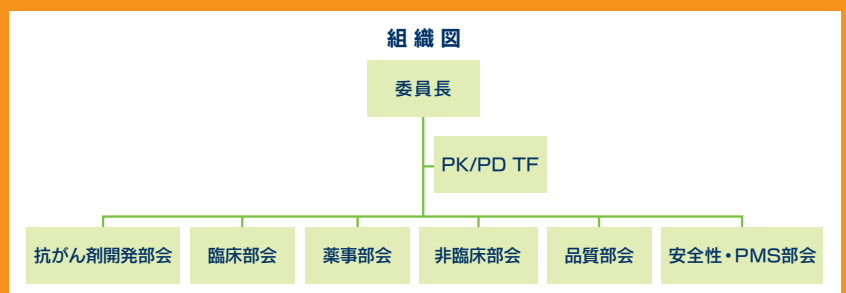 組織図
委員長
PK/PD TF
抗がん剤開発部会
臨床部会
薬事部会
非臨床部会
品質部会
安全性・PMS部会